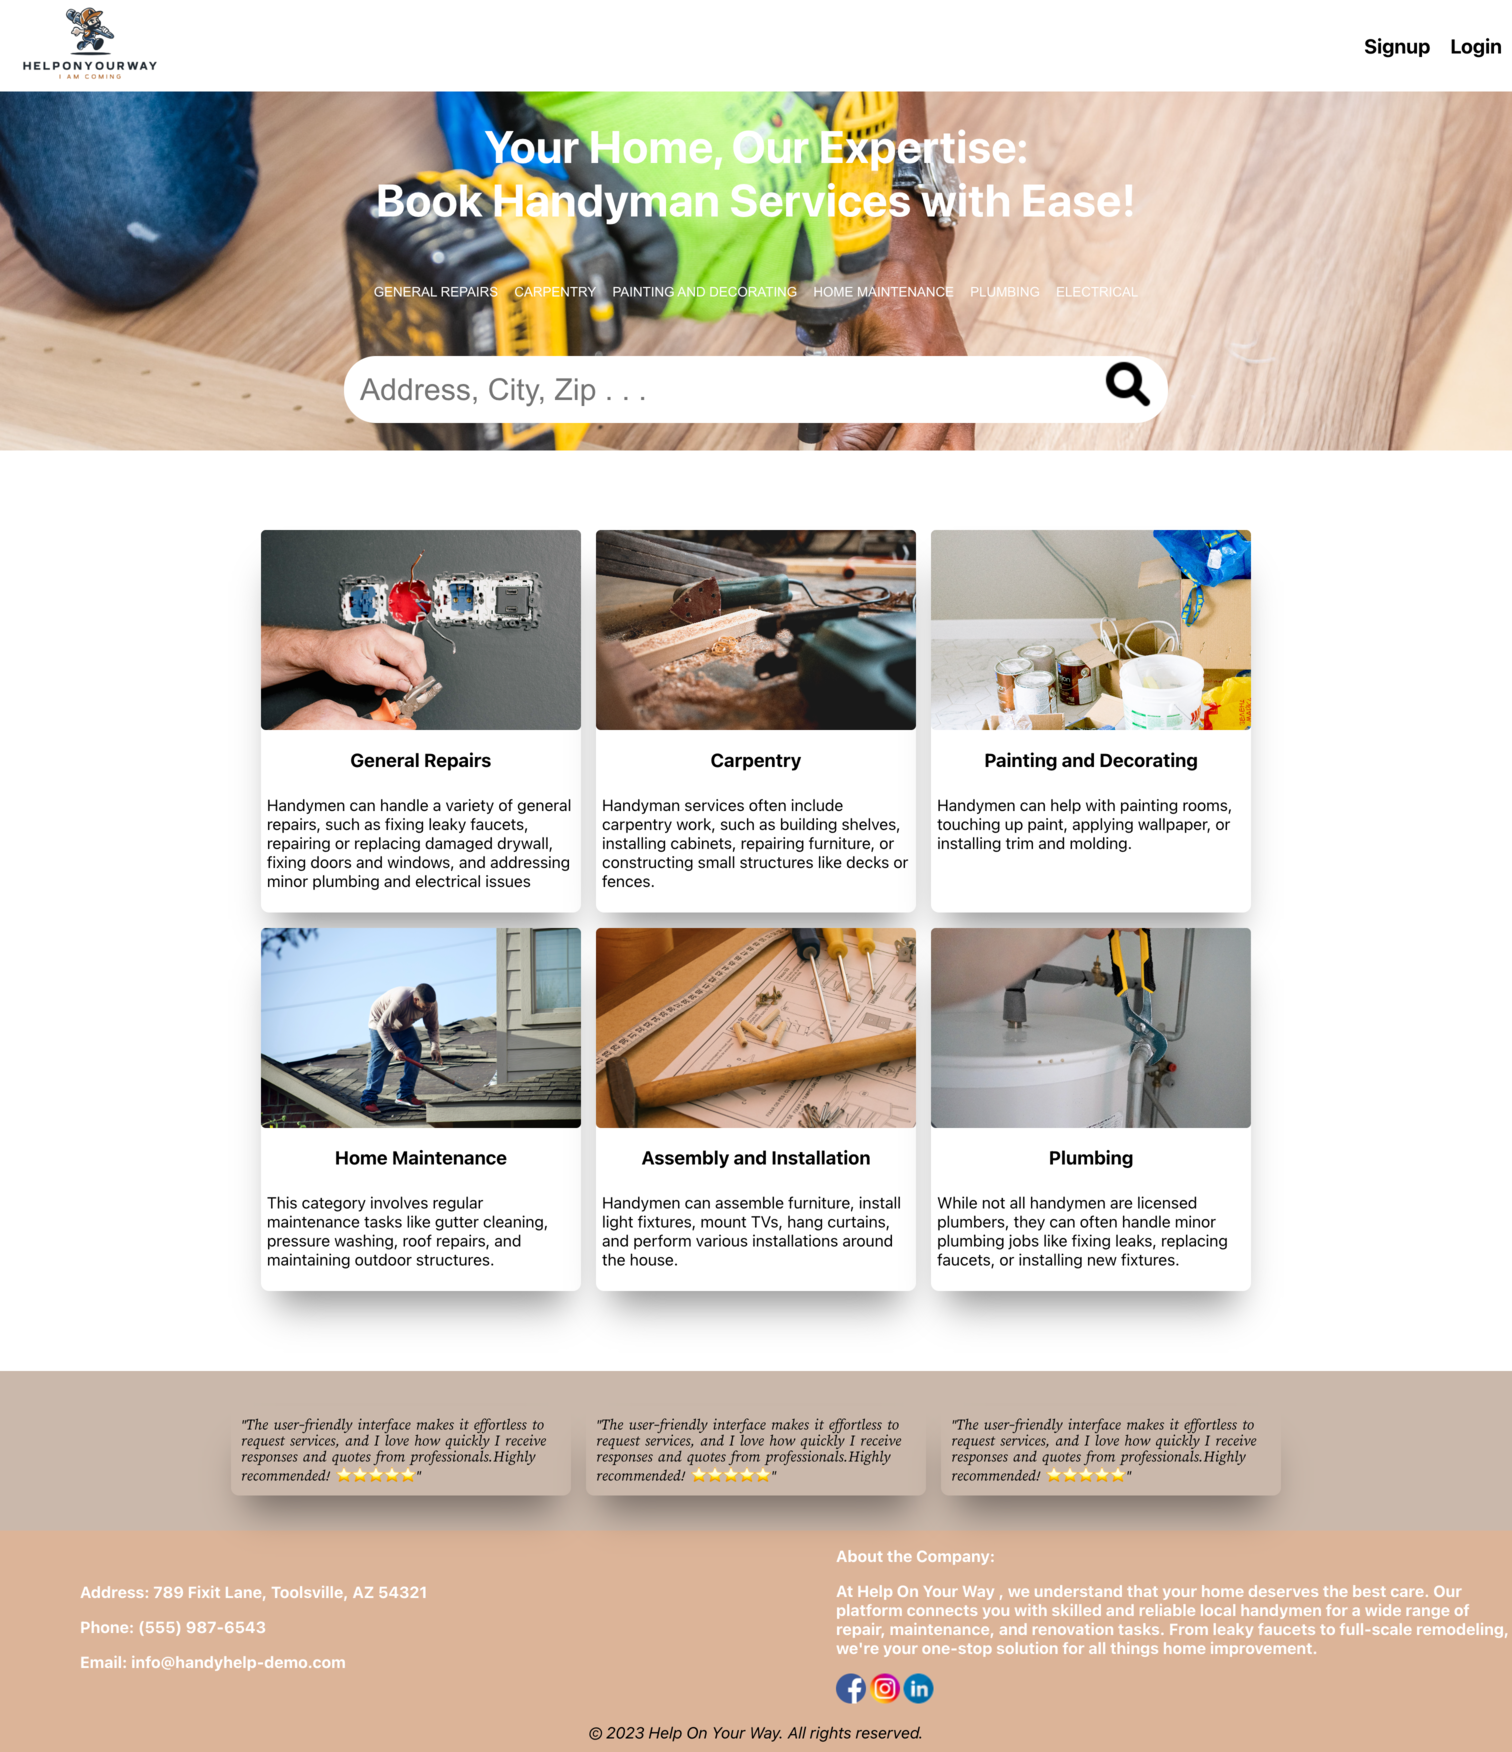 HELPONYOURWAY
I AM COMING
Signup Login
Your Home, Our Expertise:
Book Handyman Services with Ease!
GENERAL REPAIRS CARPENTRY PAINTING AND DECORATING HOME MAINTENANCE PLUMBING ELECTRICAL
Address, City, Zip . . .
General Repairs
Handymen can handle a variety of general
repairs, such as fixing leaky faucets,
repairing or replacing damaged drywall,
fixing doors and windows, and addressing
minor plumbing and electrical issues
Carpentry
Handyman services often include
carpentry work, such as building shelves,
installing cabinets, repairing furniture, or
constructing small structures like decks or
fences.
Painting and Decorating
Handymen can help with painting rooms,
touching up paint, applying wallpaper, or
installing trim and molding.
Home Maintenance
This category involves regular
maintenance tasks like gutter cleaning,
pressure washing, roof repairs, and
maintaining outdoor structures.
Assembly and Installation
Handymen can assemble furniture, install
light fixtures, mount TVs, hang curtains,
and perform various installations around
the house.
Plumbing
While not all handymen are licensed
plumbers, they can often handle minor
plumbing jobs like fixing leaks, replacing
faucets, or installing new fixtures.
"The user-friendly interface makes it effortless to
request services, and I love how quickly I receive
responses and quotes from professionals.Highly
recommended! ⭐⭐⭐⭐⭐"
"The user-friendly interface makes it effortless to
request services, and I love how quickly I receive
responses and quotes from professionals.Highly
recommended! ⭐⭐⭐⭐⭐"
"The user-friendly interface makes it effortless to
request services, and I love how quickly I receive
responses and quotes from professionals.Highly
recommended! ⭐⭐⭐⭐⭐"
Address: 789 Fixit Lane, Toolsville, AZ 54321
Phone: (555) 987-6543
Email: info@handyhelp-demo.com
About the Company:
At Help On Your Way , we understand that your home deserves the best care. Our
platform connects you with skilled and reliable local handymen for a wide range of
repair, maintenance, and renovation tasks. From leaky faucets to full-scale remodeling,
we're your one-stop solution for all things home improvement.
© 2023 Help On Your Way. All rights reserved.